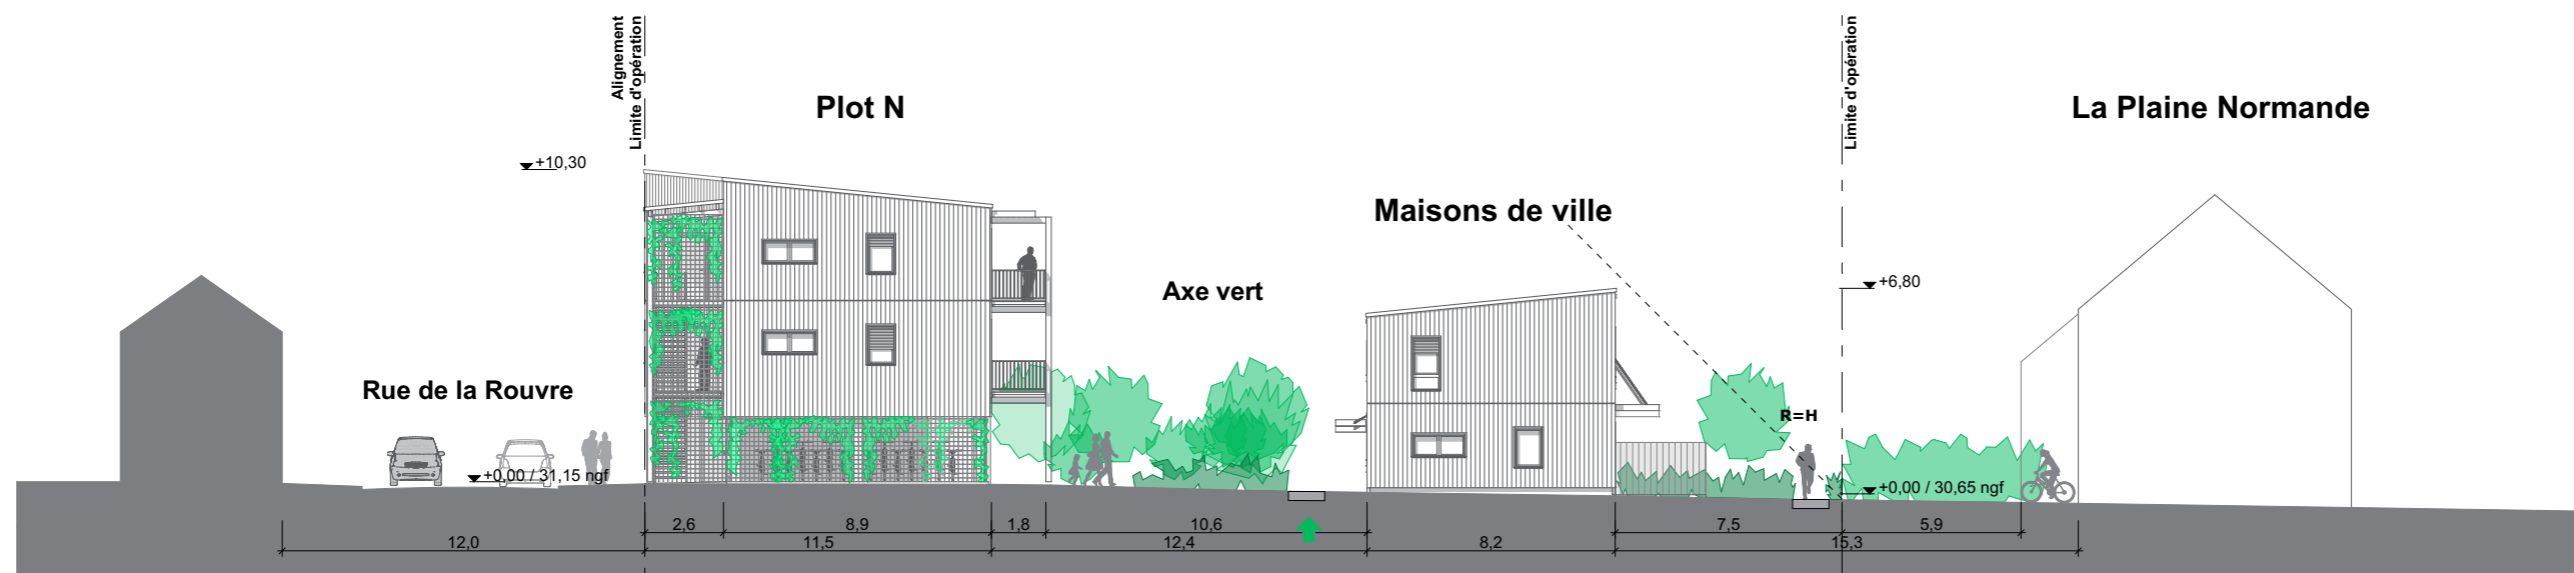 Alignement
Limite d'opération
Limite d'opération
Plot N
La Plaine Normande
+10,30
Maisons de ville
Axe vert
+6,80
Rue de la Rouvre
R=H
+0,00 / 31,15 ngf
+0,00 / 30,65 ngf
2,6
8,9
1,8
10,6
7,5
5,9
12,0
11,5
12,4
8,2
15,3